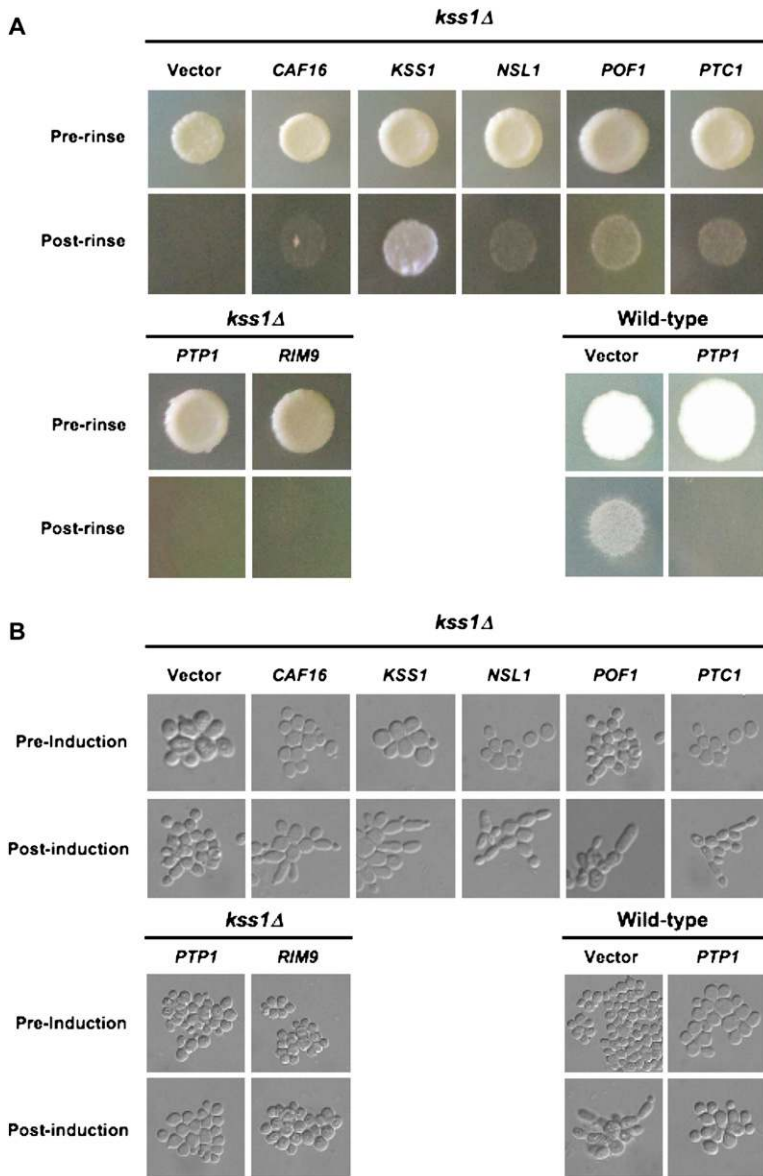 A
kss1Δ
Vector CAF16 KSS1 NSL1 POF1 PTC1
Pre-rinse
Post-rinse
kss1Δ Wild-type
PTP1 RIM9 Vector PTP1
Pre-rinse
Post-rinse
B
kss1Δ
Vector CAF16 KSS1 NSL1 POF1 PTC1
Pre-Induction
Post-induction
kss1Δ Wild-type
PTP1 RIM9 Vector PTP1
Pre-Induction
Post-induction